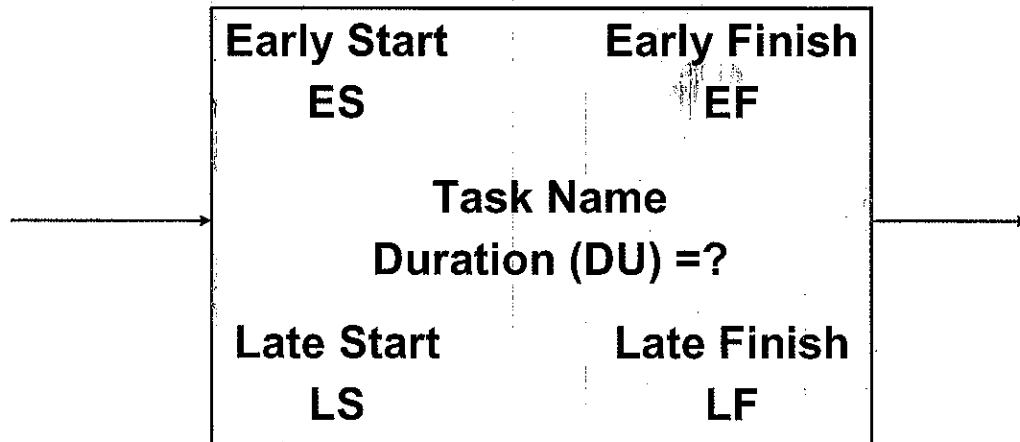 Early Start Early Finish
ES EF
Task Name
Duration (DU) =?
Late Start Late Finish
LS LF